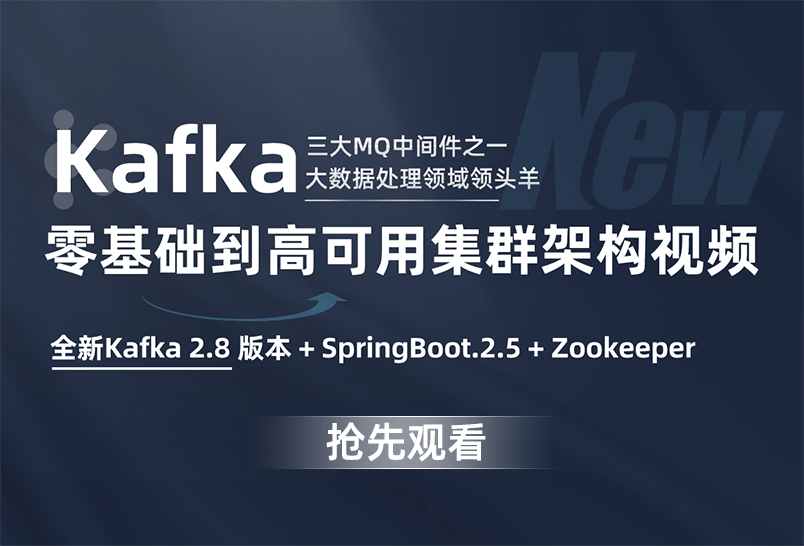 New
Kafka
三大MQ中间件之一
大数据处理领域领头羊
零基础到高可用集群架构视频
全新Kafka 2.8 版本 + SpringBoot.2.5 + Zookeeper
抢先观看